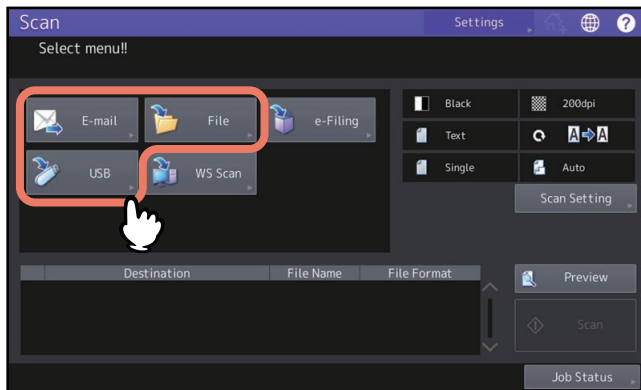 Scan
Settings
?
Select menu!!
E-mail
File
e-Filing
USB
WS Scan
Black
200dpi
Text
A A
Single
Auto
Scan Setting
Destination File Name File Format
Preview
Scan
Job Status